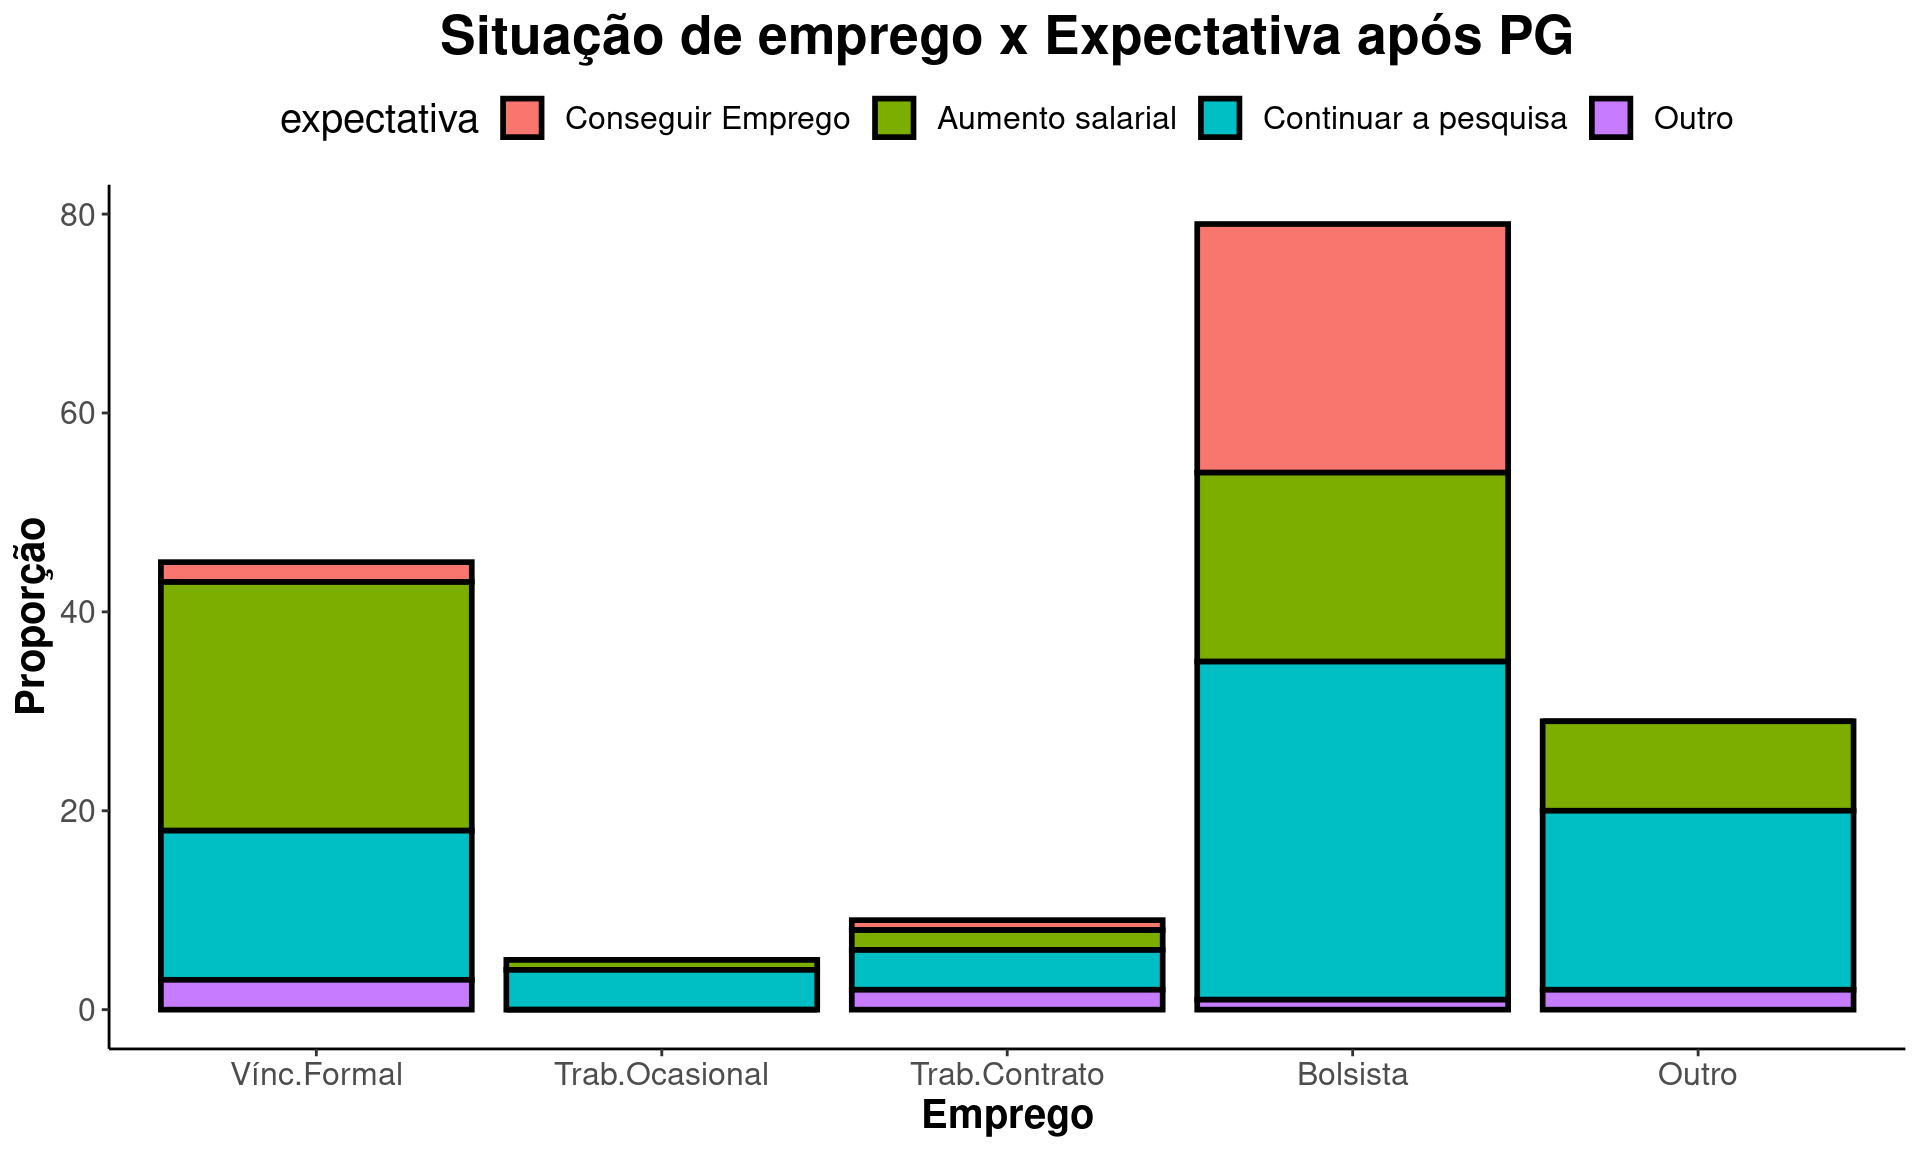 Situação de emprego x Expectativa após PG
expectativa Conseguir Emprego Aumento salarial Continuar a pesquisa Outro
Proporção
80
60
40
20
0
Vínc.Formal Trab.Ocasional Trab.Contrato Bolsista Outro
Emprego